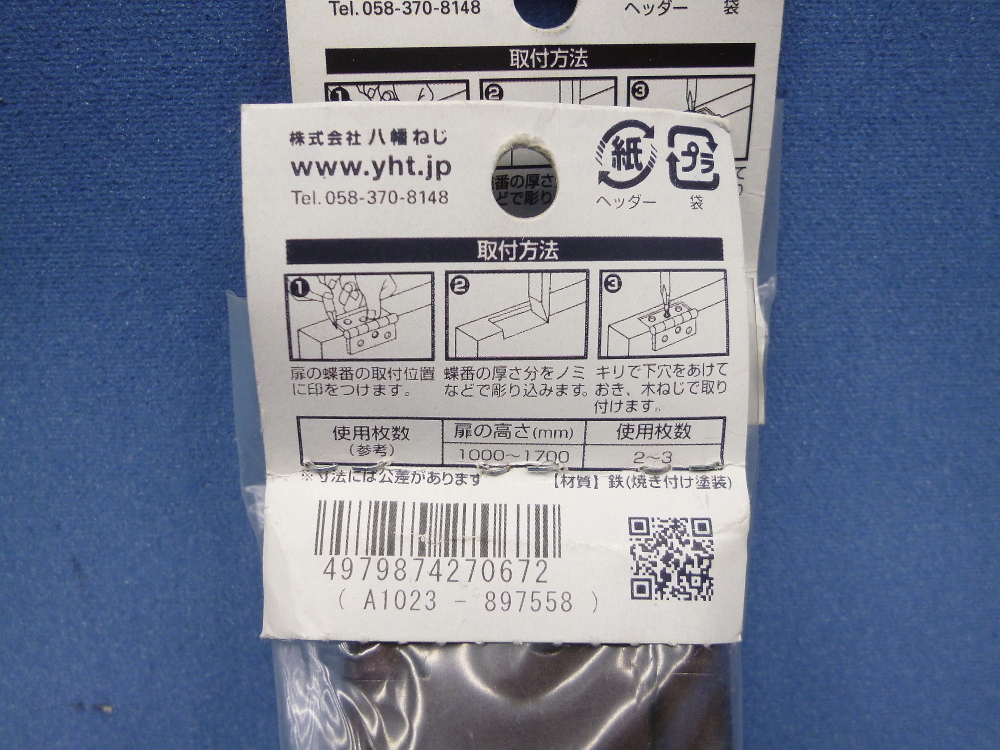 Tel.058-370-8148
ヘッダー
袋
取付方法
1
2
3
株式会社 八幡ねじ
www.yht.jp
Tel.058-370-8148
番の厚さ
どで彫り
紙
ヘッダー
プラ
袋
取付方法
1
2
3
扉の蝶番の取付位置
に印をつけます。
蝶番の厚さ分をノミ
などで彫り込みます。
キリで下穴をあけて
おき、木ねじで取り
付けます。
使用枚数
(参考)
扉の高さ(mm)
使用枚数
1000〜1700
2〜3
※寸法には公差があります
【材質】鉄(焼き付け塗装)
4979874270672
( A1023 - 897558 )